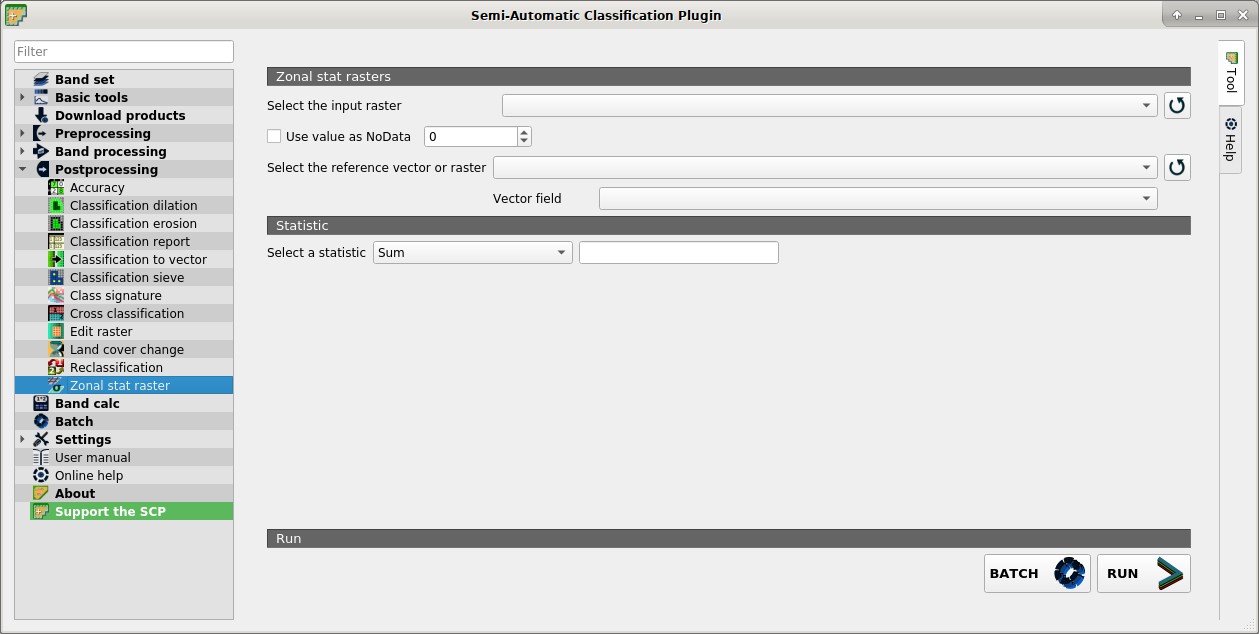 Semi-Automatic Classification Plugin
Filter
Band set
Basic tools
Download products
Preprocessing
Band processing
Postprocessing
Accuracy
Classification dilation
Classification erosion
Classification report
Classification to vector
Classification sieve
Class signature
Cross classification
Edit raster
Land cover change
Reclassification
Zonal stat raster
Band calc
Batch
Settings
User manual
Online help
About
Support the SCP
Zonal stat rasters
Select the input raster
Use value as NoData 0
Select the reference vector or raster
Vector field
Statistic
Select a statistic Sum
Run
BATCH RUN
Tool
Help